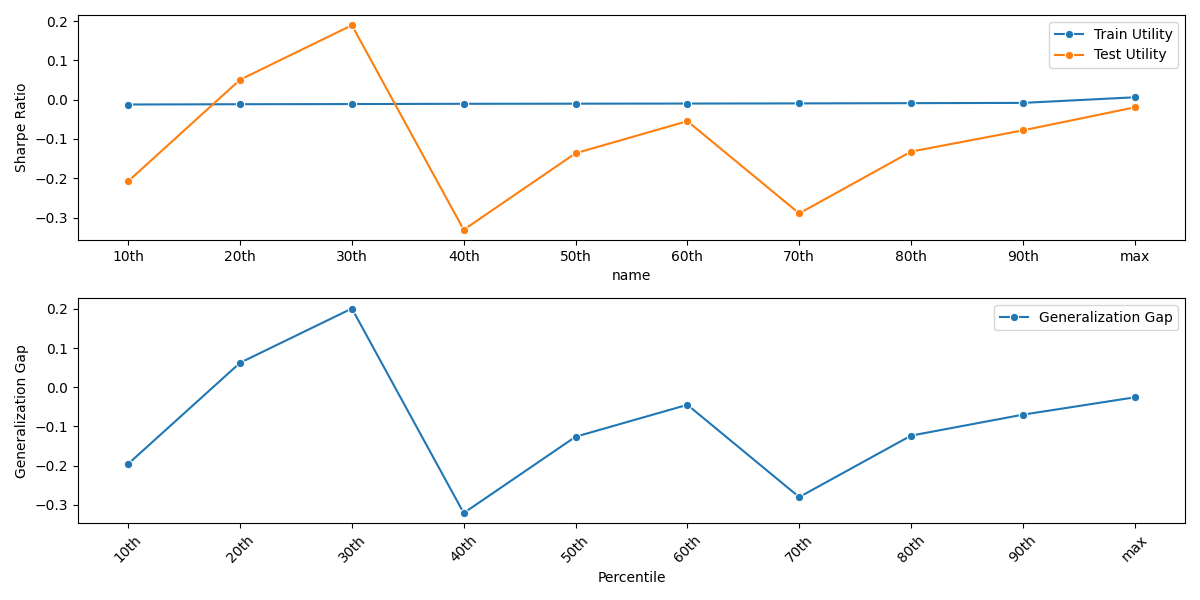 Sharpe Ratio
0.2
0.1
0.0
−0.1
−0.2
−0.3
Train Utility
Test Utility
10th 20th 30th 40th 50th 60th 70th 80th 90th max
name
Generalization Gap
0.2
0.1
0.0
−0.1
−0.2
−0.3
Generalization Gap
10th 20th 30th 40th 50th 60th 70th 80th 90th max
Percentile